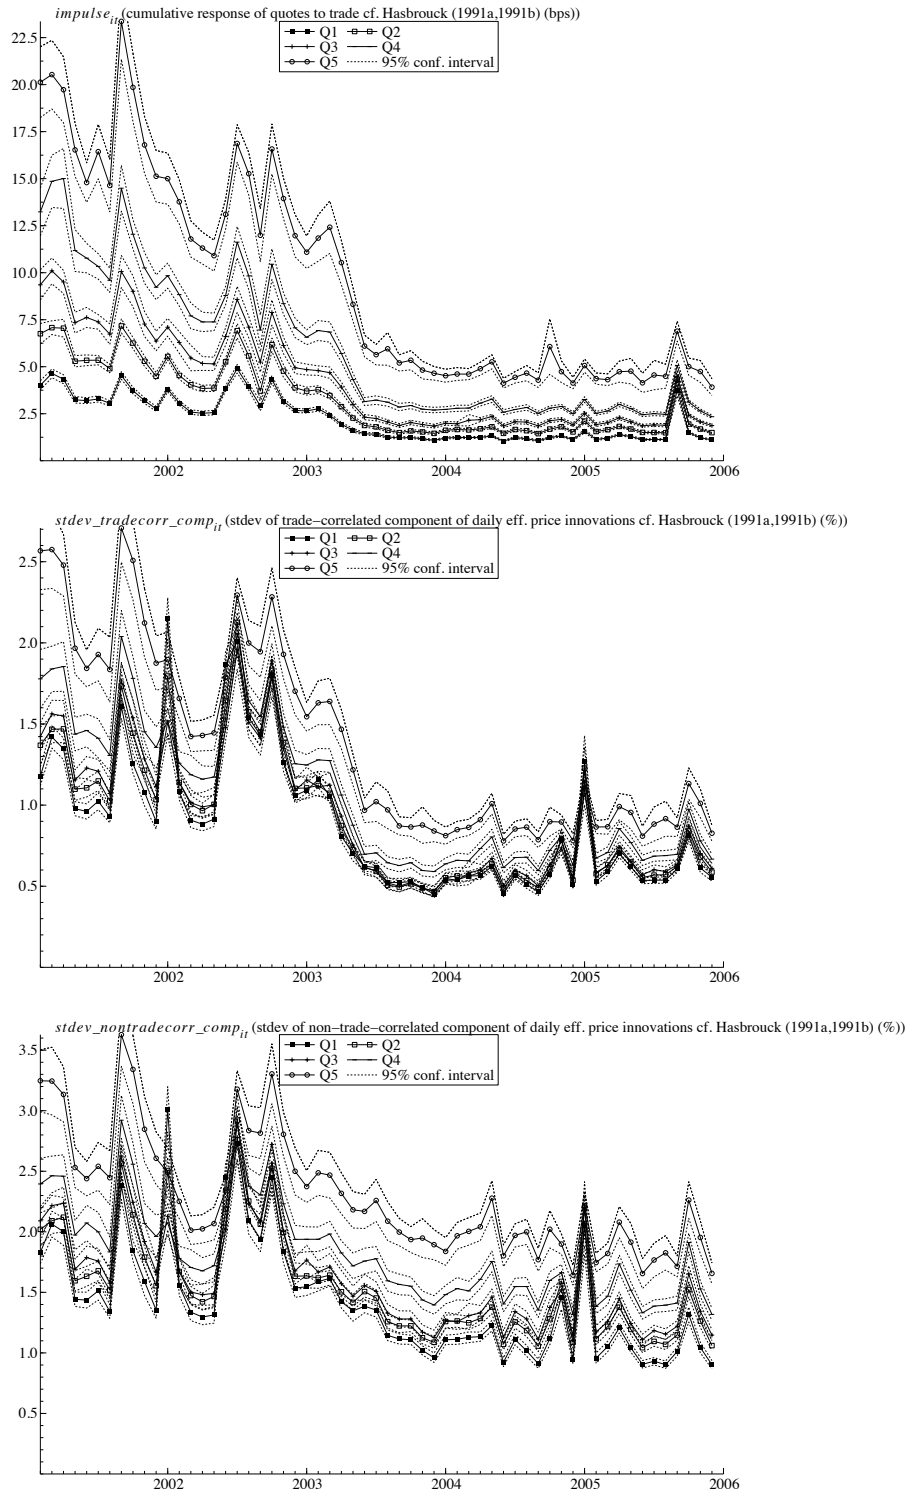 impulse_it (cumulative response of quotes to trade cf. Hasbrouck (1991a,1991b) (bps))
Q1 Q2
Q3 Q4
Q5 95% conf. interval
22.5
20.0
17.5
15.0
12.5
10.0
7.5
5.0
2.5
2002 2003 2004 2005 2006
stdev_tradecorr_comp_it (stdev of trade−correlated component of daily eff. price innovations cf. Hasbrouck (1991a,1991b) (%))
Q1 Q2
Q3 Q4
Q5 95% conf. interval
2.5
2.0
1.5
1.0
0.5
2002 2003 2004 2005 2006
stdev_nontradecorr_comp_it (stdev of non−trade−correlated component of daily eff. price innovations cf. Hasbrouck (1991a,1991b) (%))
Q1 Q2
Q3 Q4
Q5 95% conf. interval
3.5
3.0
2.5
2.0
1.5
1.0
0.5
2002 2003 2004 2005 2006